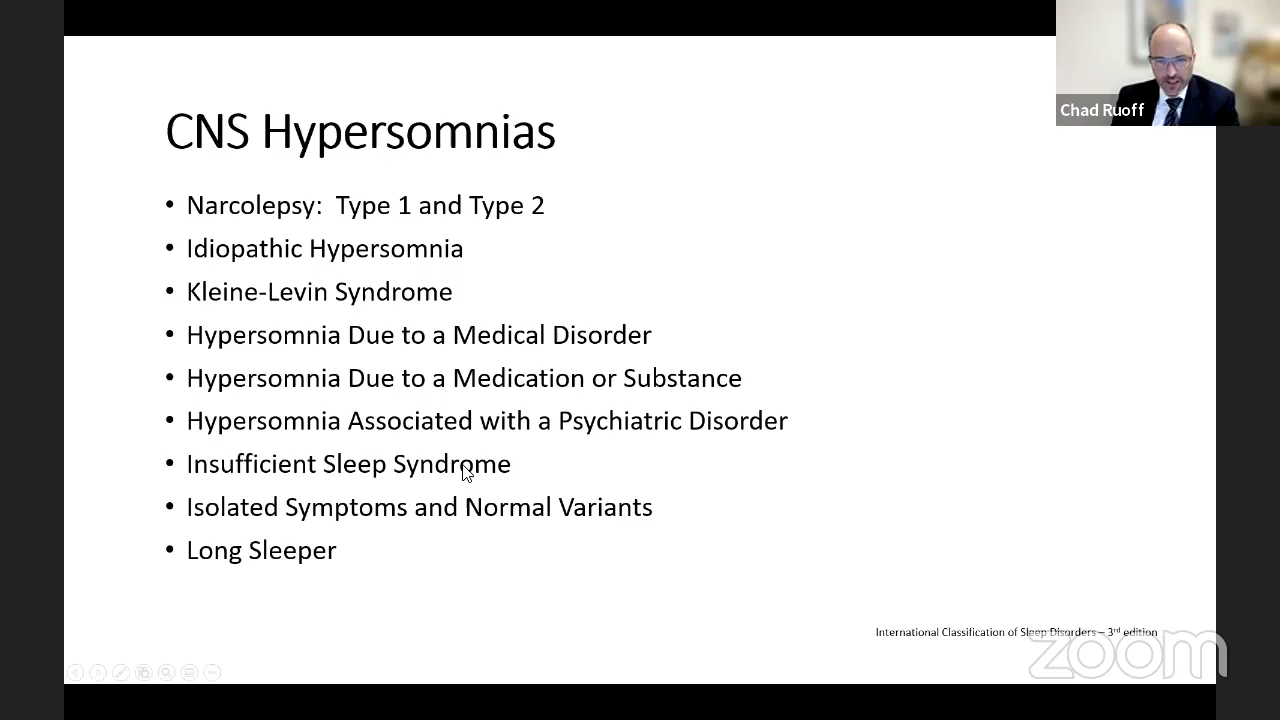 Chad Ruoff
CNS Hypersomnias
• Narcolepsy: Type 1 and Type 2
• Idiopathic Hypersomnia
• Kleine-Levin Syndrome
• Hypersomnia Due to a Medical Disorder
• Hypersomnia Due to a Medication or Substance
• Hypersomnia Associated with a Psychiatric Disorder
• Insufficient Sleep Syndrome
• Isolated Symptoms and Normal Variants
• Long Sleeper
International Classification of Sleep Disorders – 3rd edition
zoom